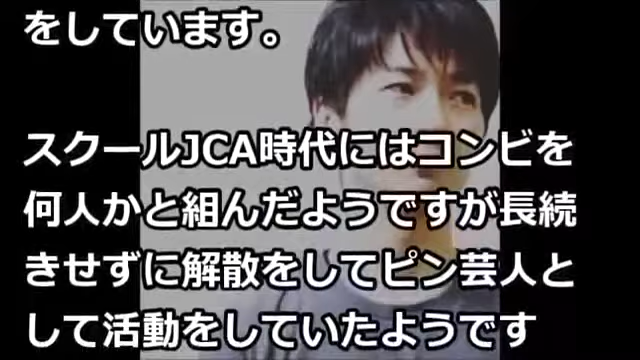 をしています。
スクールJCA時代にはコンビを
何人かと組んだようですが長続
きせずに解散をしてピン芸人と
して活動をしていたようです